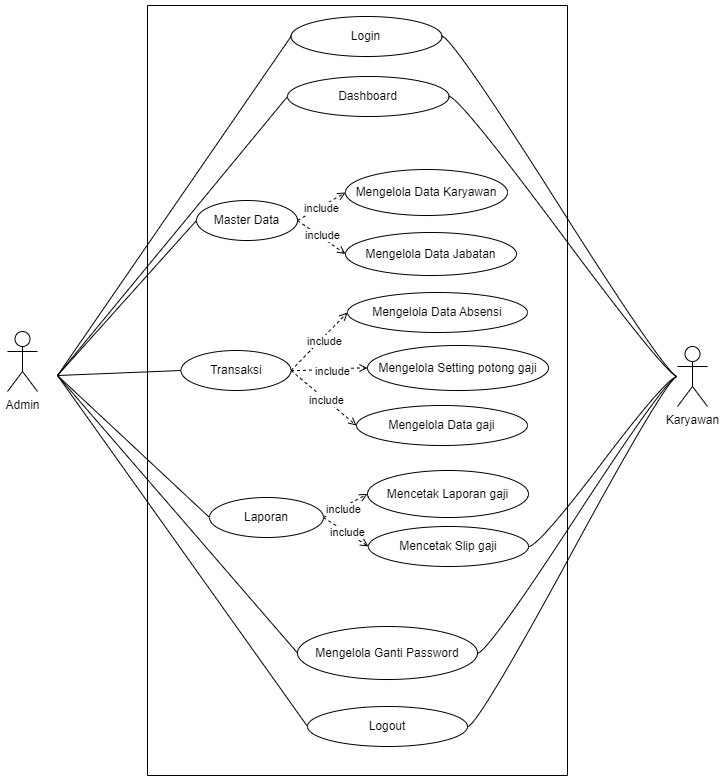 Login
Dashboard
Mengelola Data Karyawan
include
Master Data
include
Mengelola Data Jabatan
Mengelola Data Absensi
include
Transaksi
include
Mengelola Setting potong gaji
include
Mengelola Data gaji
Admin
Karyawan
Mencetak Laporan gaji
include
Laporan
include
Mencetak Slip gaji
Mengelola Ganti Password
Logout